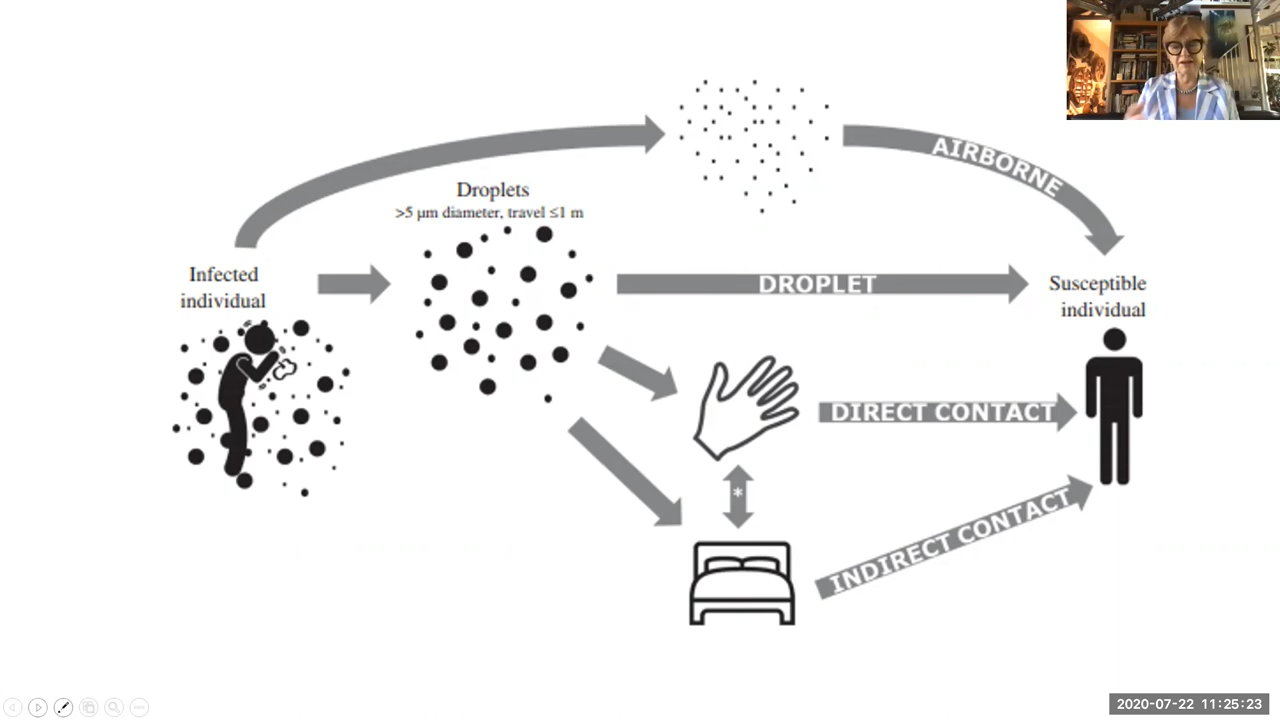 AIRBORNE
Droplets
>5 µm diameter, travel ≤1 m
Infected
individual
DROPLET
Susceptible
individual
DIRECT CONTACT
*
INDIRECT CONTACT
2020-07-22 11:25:23